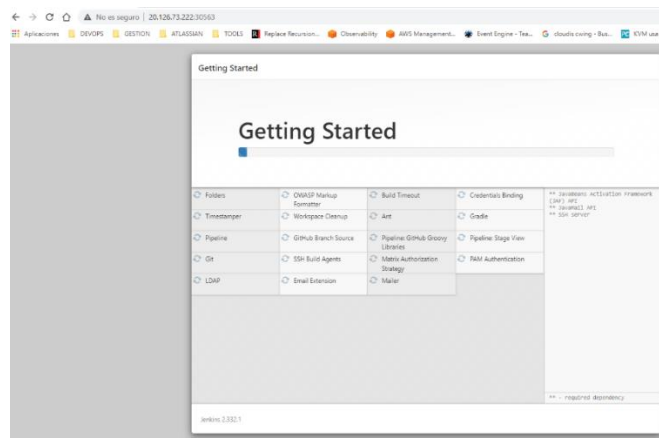 No es seguro | 20.126.73.222:30563
Aplicaciones DEVOPS GESTION ATLASSIAN TOOLS Replace Recursion... Observability AWS Management... Event Engine - Tea... KVM
Getting Started
Getting Started
Folders OWASP Markup Formatter Build Timeout Credentials Binding
Timestamper Workspace Cleanup Ant Gradle
Pipeline GitHub Branch Source Pipeline: GitHub Groovy Libraries Pipeline: Stage View
Git SSH Build Agents Matrix Authorization Strategy PAM Authentication
LDAP Email Extension Mailer
** JavaBeans Activation Framework (JAF) API
** JavaMail API
** SSH server
** - required dependency
Jenkins 2.332.1